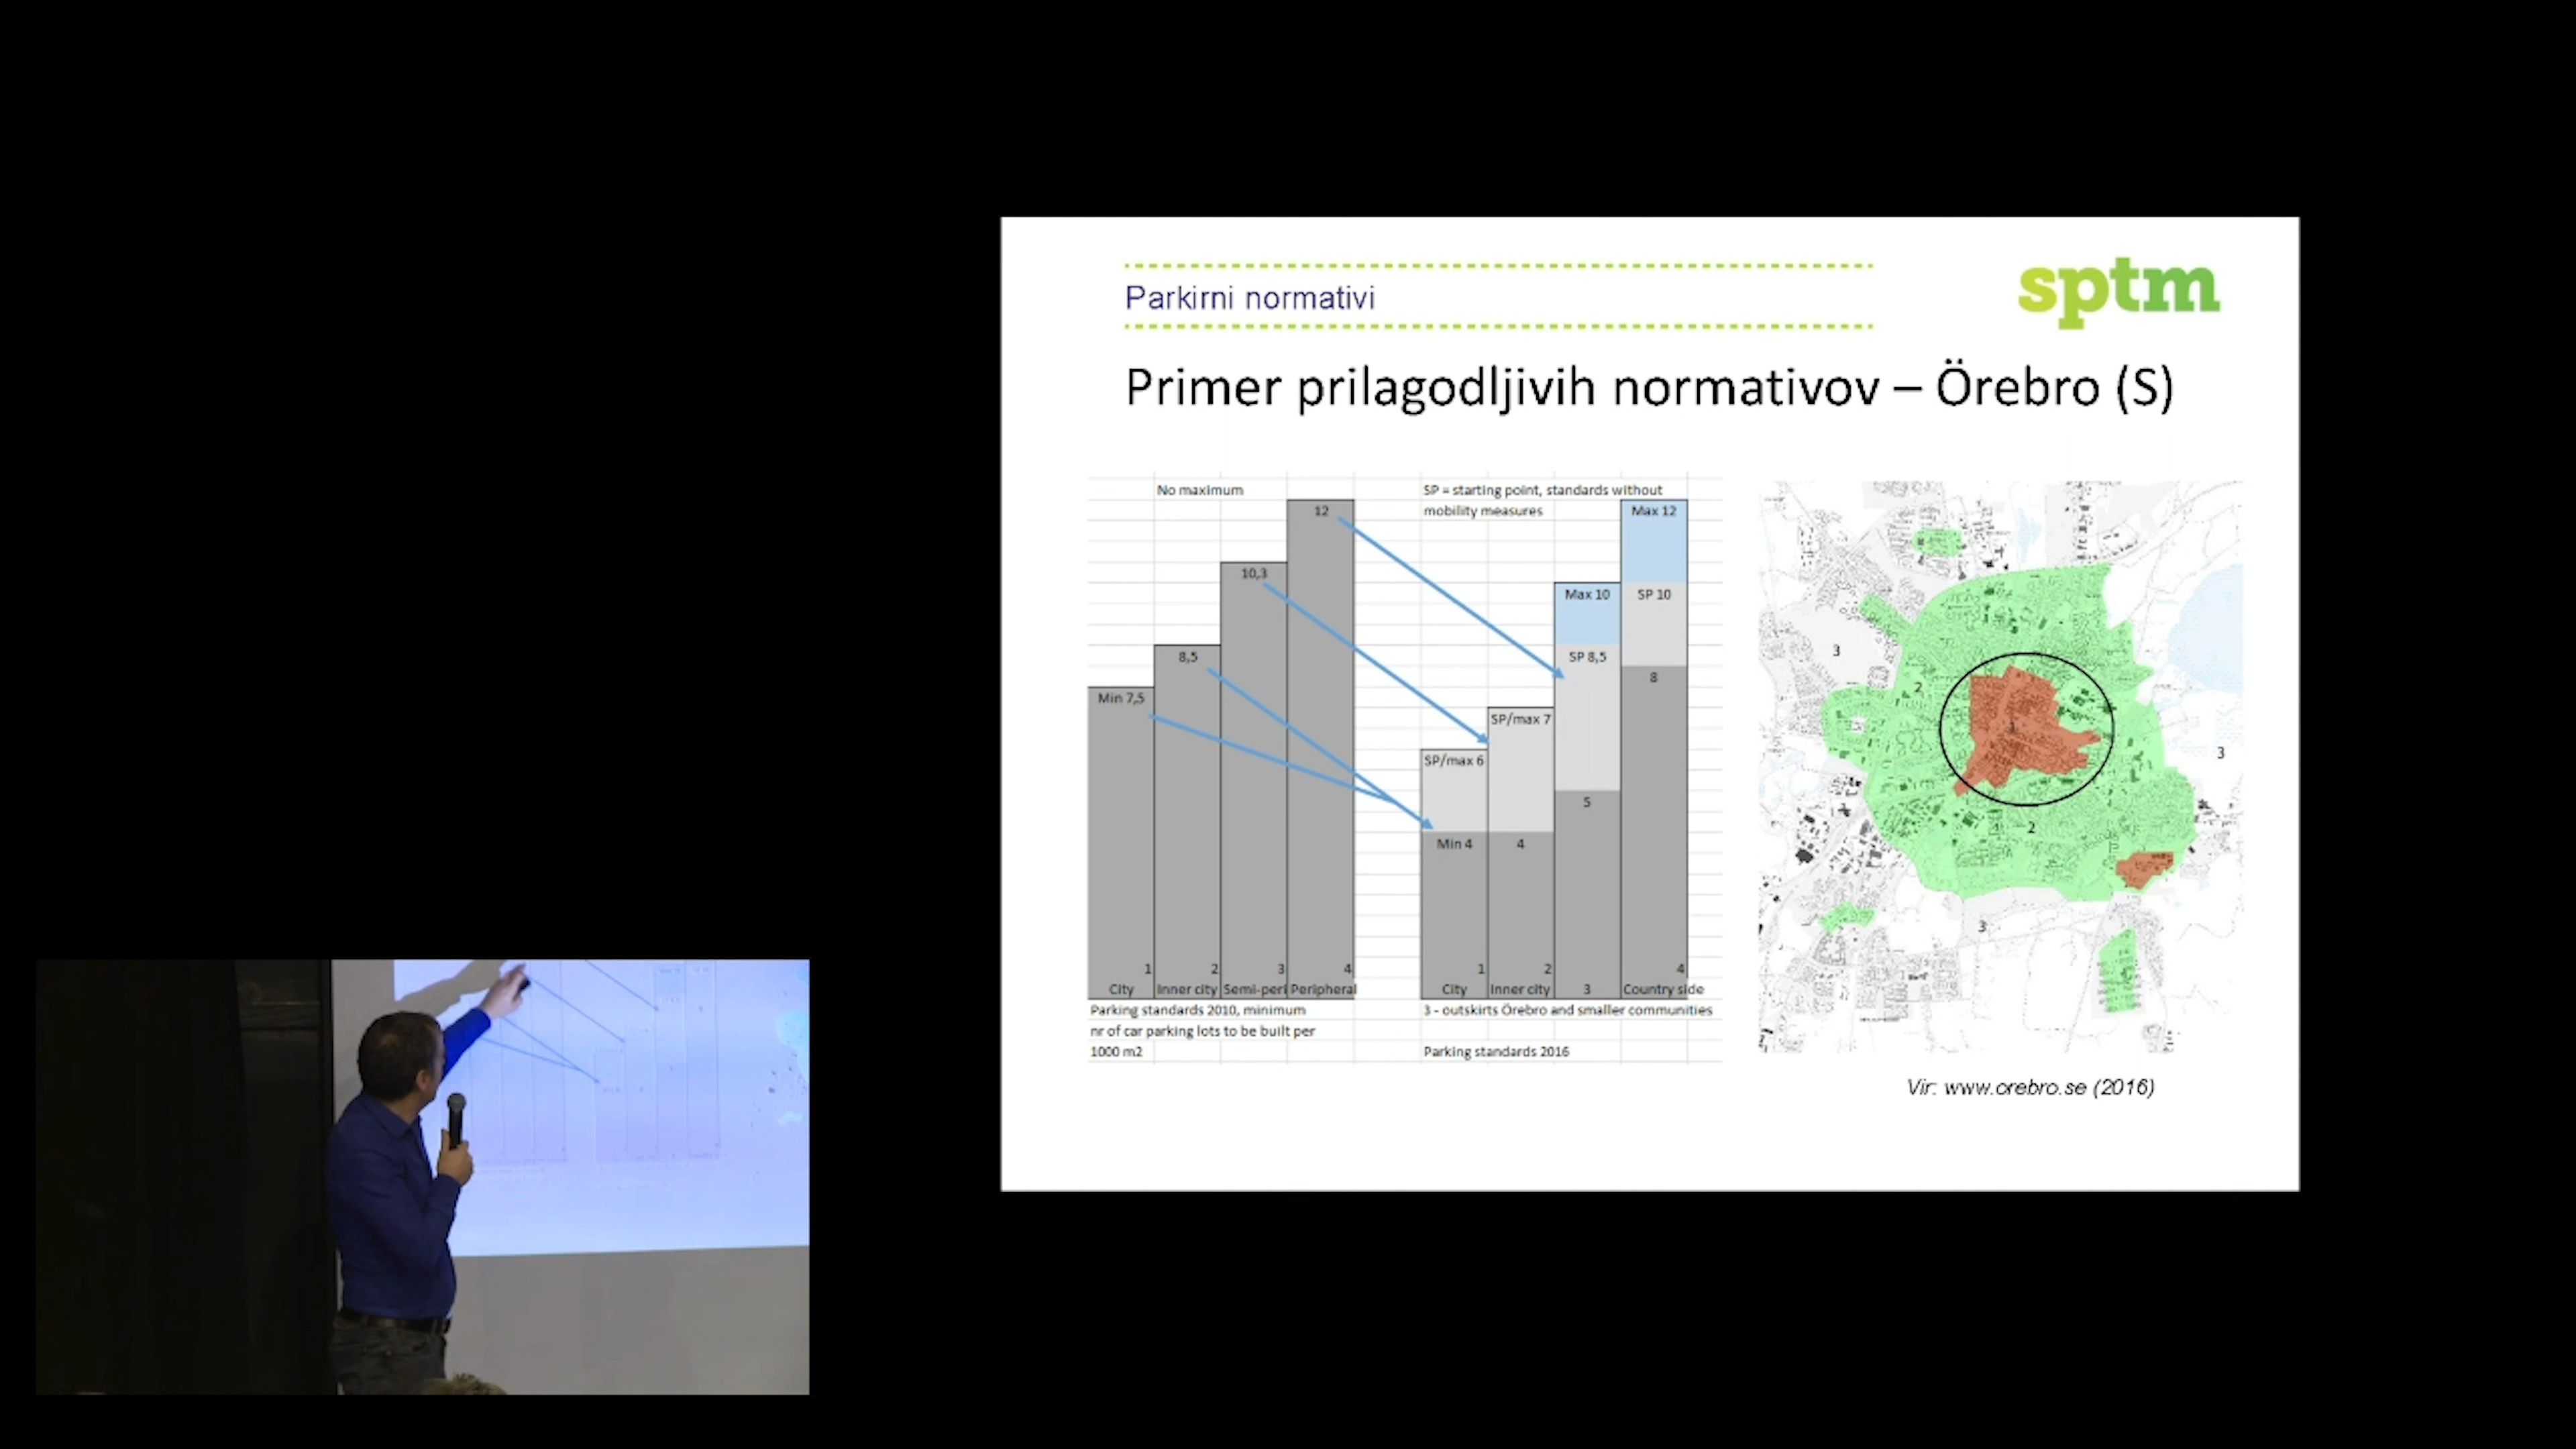 Parkirni normativi
sptm
Primer prilagodljivih normativov – Örebro (S)
No maximum
12
10,3
8,5
Min 7,5
1
2
3
4
City
Inner city
Semi-peri
Peripheral
Parking standards 2010, minimum
nr of car parking lots to be built per
1000 m2
SP = starting point, standards without
mobility measures
Max 12
Max 10
SP 10
SP 8,5
8
SP/max 7
SP/max 6
5
Min 4
4
1
2
4
City
Inner city
3
Country side
3 - outskirts Örebro and smaller communities
Parking standards 2016
3
2
3
2
3
Vir: www.orebro.se (2016)